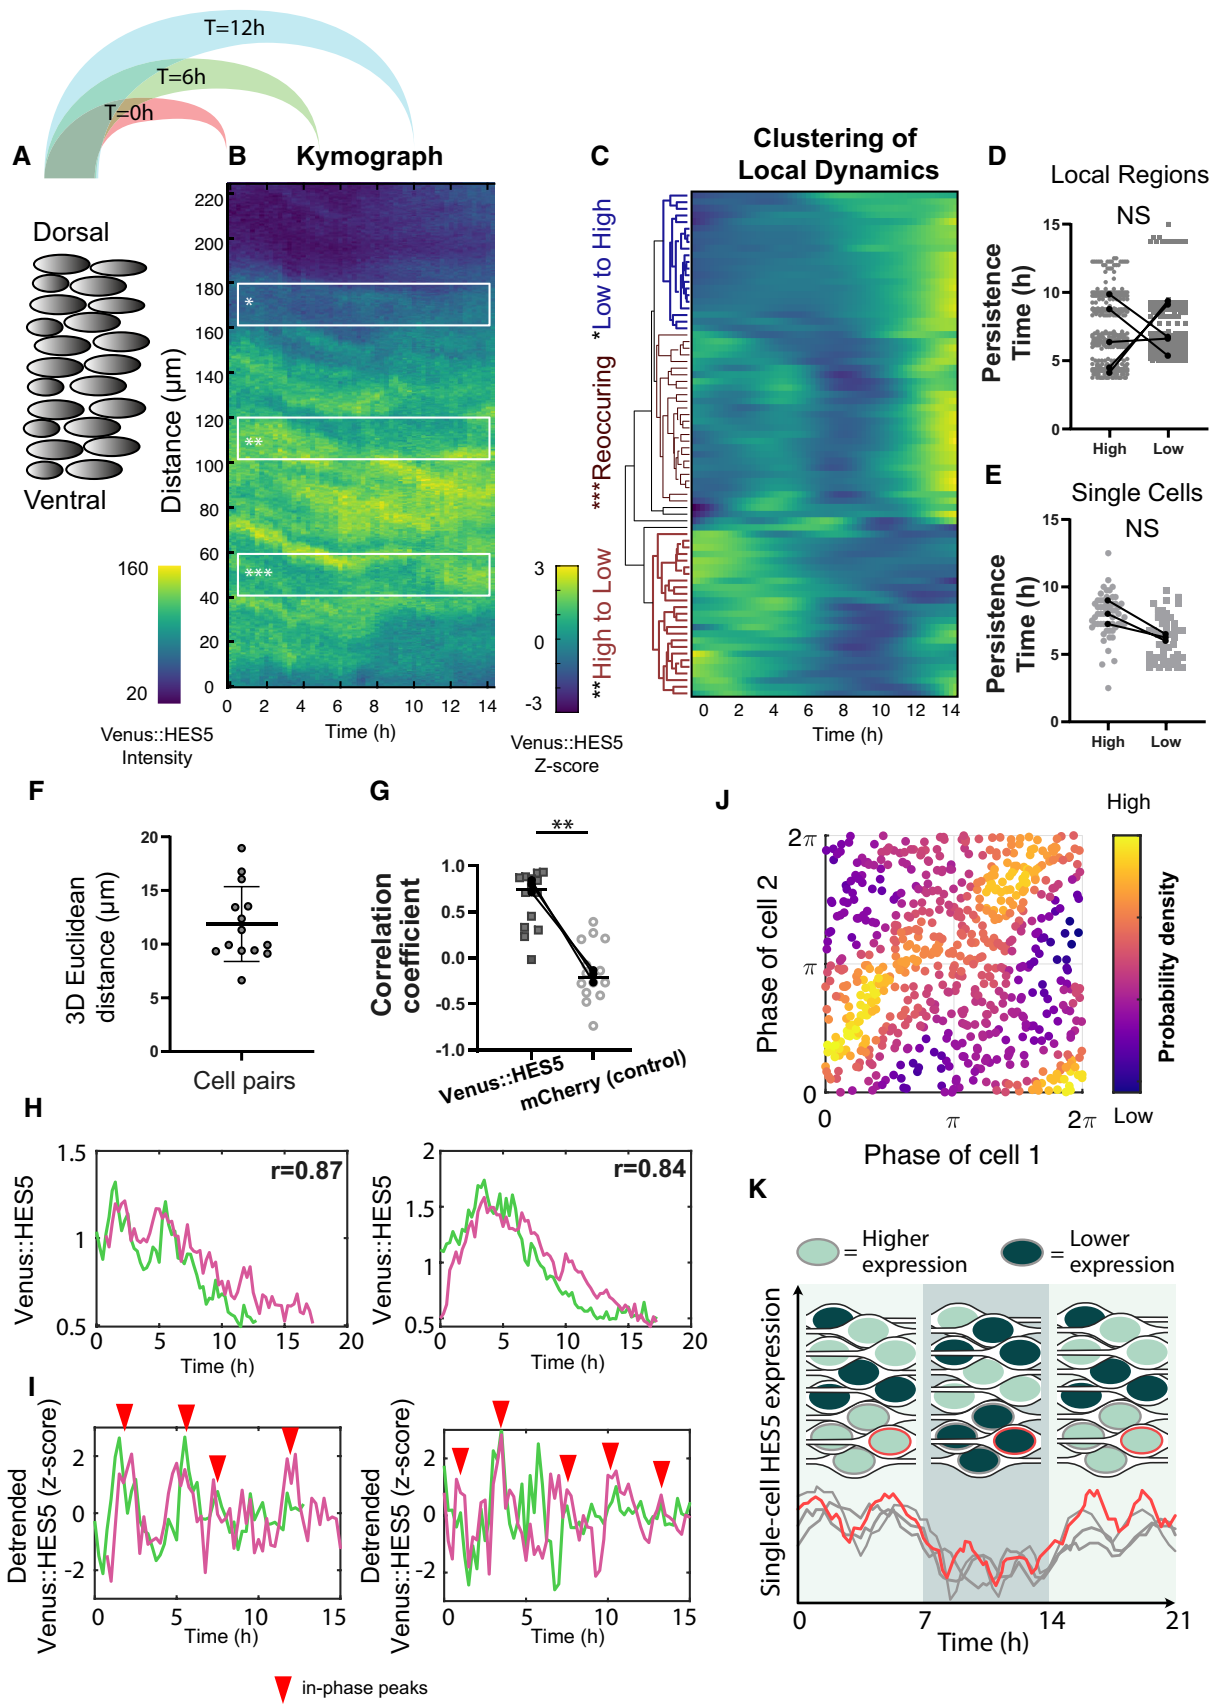 T=12h
T=6h
T=0h
A
Dorsal
Ventral
160
20
Venus::HES5
Intensity
B
Kymograph
Distance (µm)
220
200
180
160
140
120
100
80
60
40
20
0
*
**
***
0 2 4 6 8 10 12 14
Time (h)
3
0
-3
Venus::HES5
Z-score
C
Clustering of
Local Dynamics
*Low to High
***Reoccuring
**High to Low
0 2 4 6 8 10 12 14
Time (h)
D
Local Regions
NS
Persistence
Time (h)
15
10
5
0
High Low
E
Single Cells
NS
Persistence
Time (h)
15
10
5
0
High Low
F
3D Euclidean
distance (µm)
20
15
10
5
0
Cell pairs
G
**
Correlation
coefficient
1.0
0.5
0.0
-0.5
-1.0
Venus::HES5
mCherry (control)
J
Phase of cell 2
2π
π
0
0 π 2π
Phase of cell 1
High
Low
Probability density
H
Venus::HES5
1.5
1
0.5
r=0.87
0 5 10 15 20
Time (h)
Venus::HES5
2
1.5
1
0.5
r=0.84
0 5 10 15 20
Time (h)
I
Detrended
Venus::HES5 (z-score)
2
0
-2
0 5 10 15
Time (h)
Detrended
Venus::HES5 (z-score)
2
0
-2
0 5 10 15
Time (h)
in-phase peaks
K
= Higher
expression
= Lower
expression
Single-cell HES5 expression
0 7 14 21
Time (h)